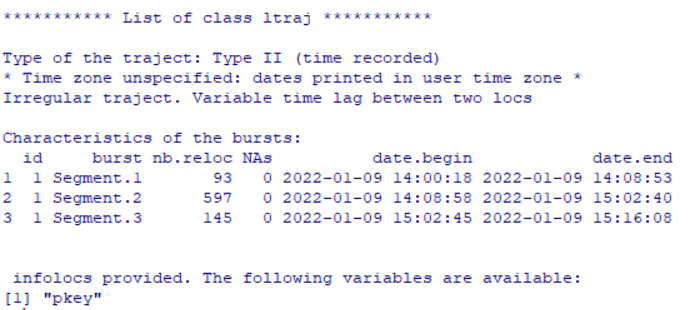 *********** List of class ltraj ***********
Type of the traject: Type II (time recorded)
* Time zone unspecified: dates printed in user time zone *
Irregular traject. Variable time lag between two locs
Characteristics of the bursts:
  id     burst nb.reloc NAs          date.begin            date.end
1  1 Segment.1       93   0 2022-01-09 14:00:18 2022-01-09 14:08:53
2  1 Segment.2      597   0 2022-01-09 14:08:58 2022-01-09 15:02:40
3  1 Segment.3      145   0 2022-01-09 15:02:45 2022-01-09 15:16:08
 infolocs provided. The following variables are available:
[1] "pkey"